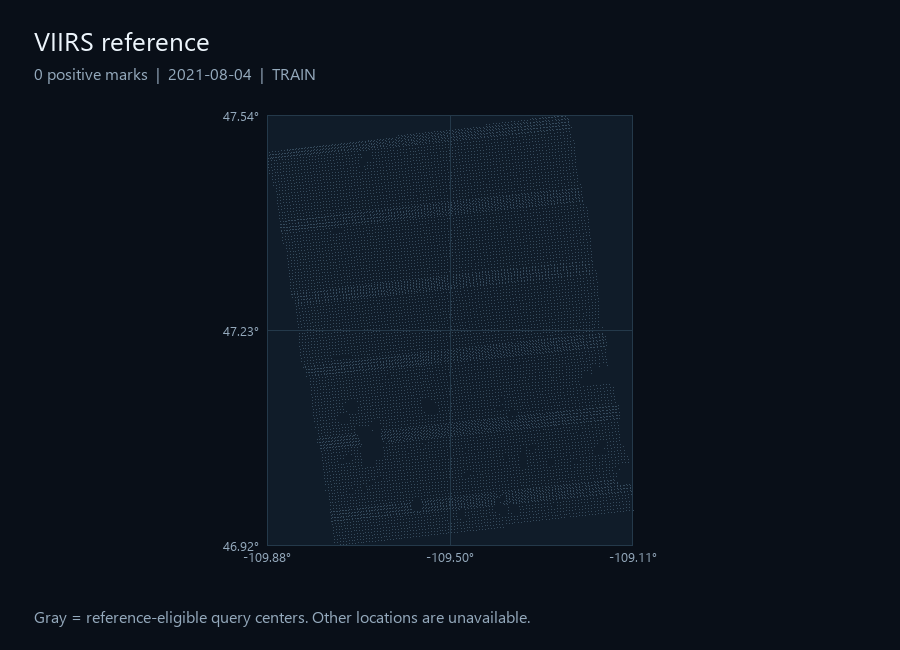 VIIRS reference
0 positive marks | 2021-08-04 | TRAIN
47.54°
47.23°
46.92°
-109.88°
-109.50°
-109.11°
Gray = reference-eligible query centers. Other locations are unavailable.